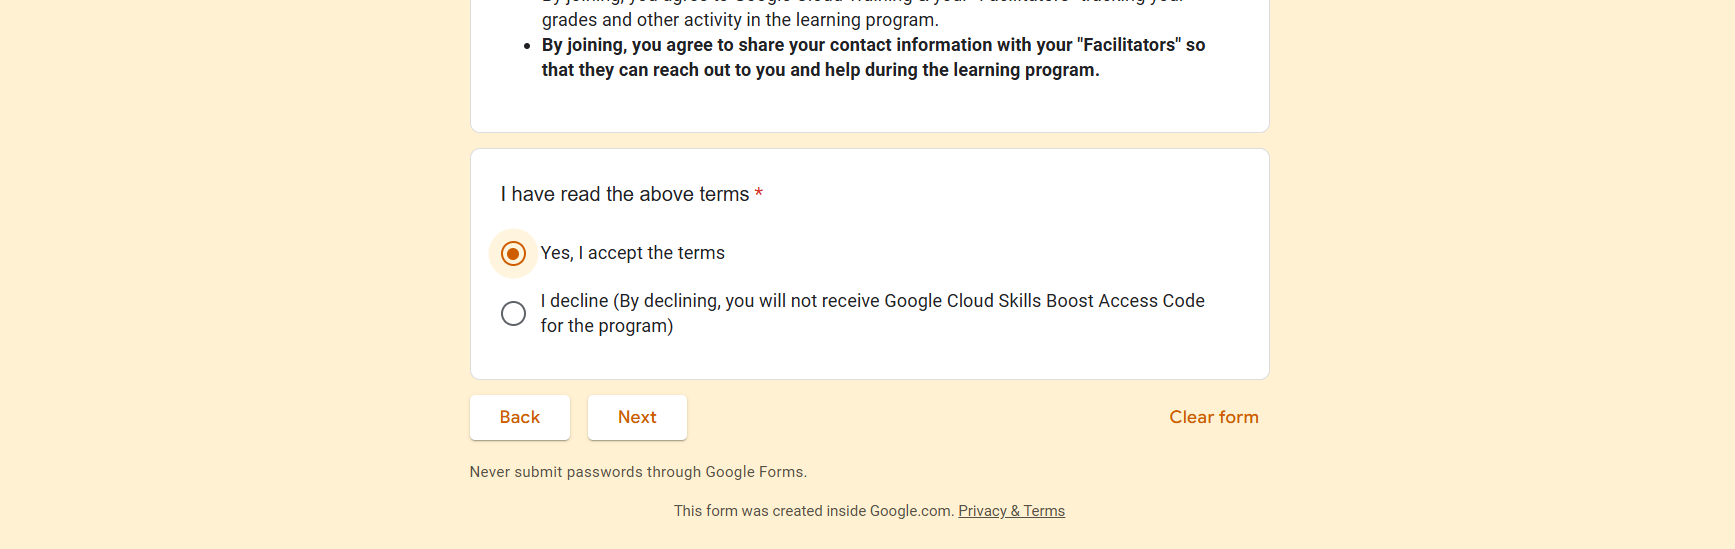 grades and other activity in the learning program.
By joining, you agree to share your contact information with your "Facilitators" so
that they can reach out to you and help during the learning program.
I have read the above terms *
Yes, I accept the terms
I decline (By declining, you will not receive Google Cloud Skills Boost Access Code
for the program)
Back
Next
Clear form
Never submit passwords through Google Forms.
This form was created inside Google.com. Privacy & Terms